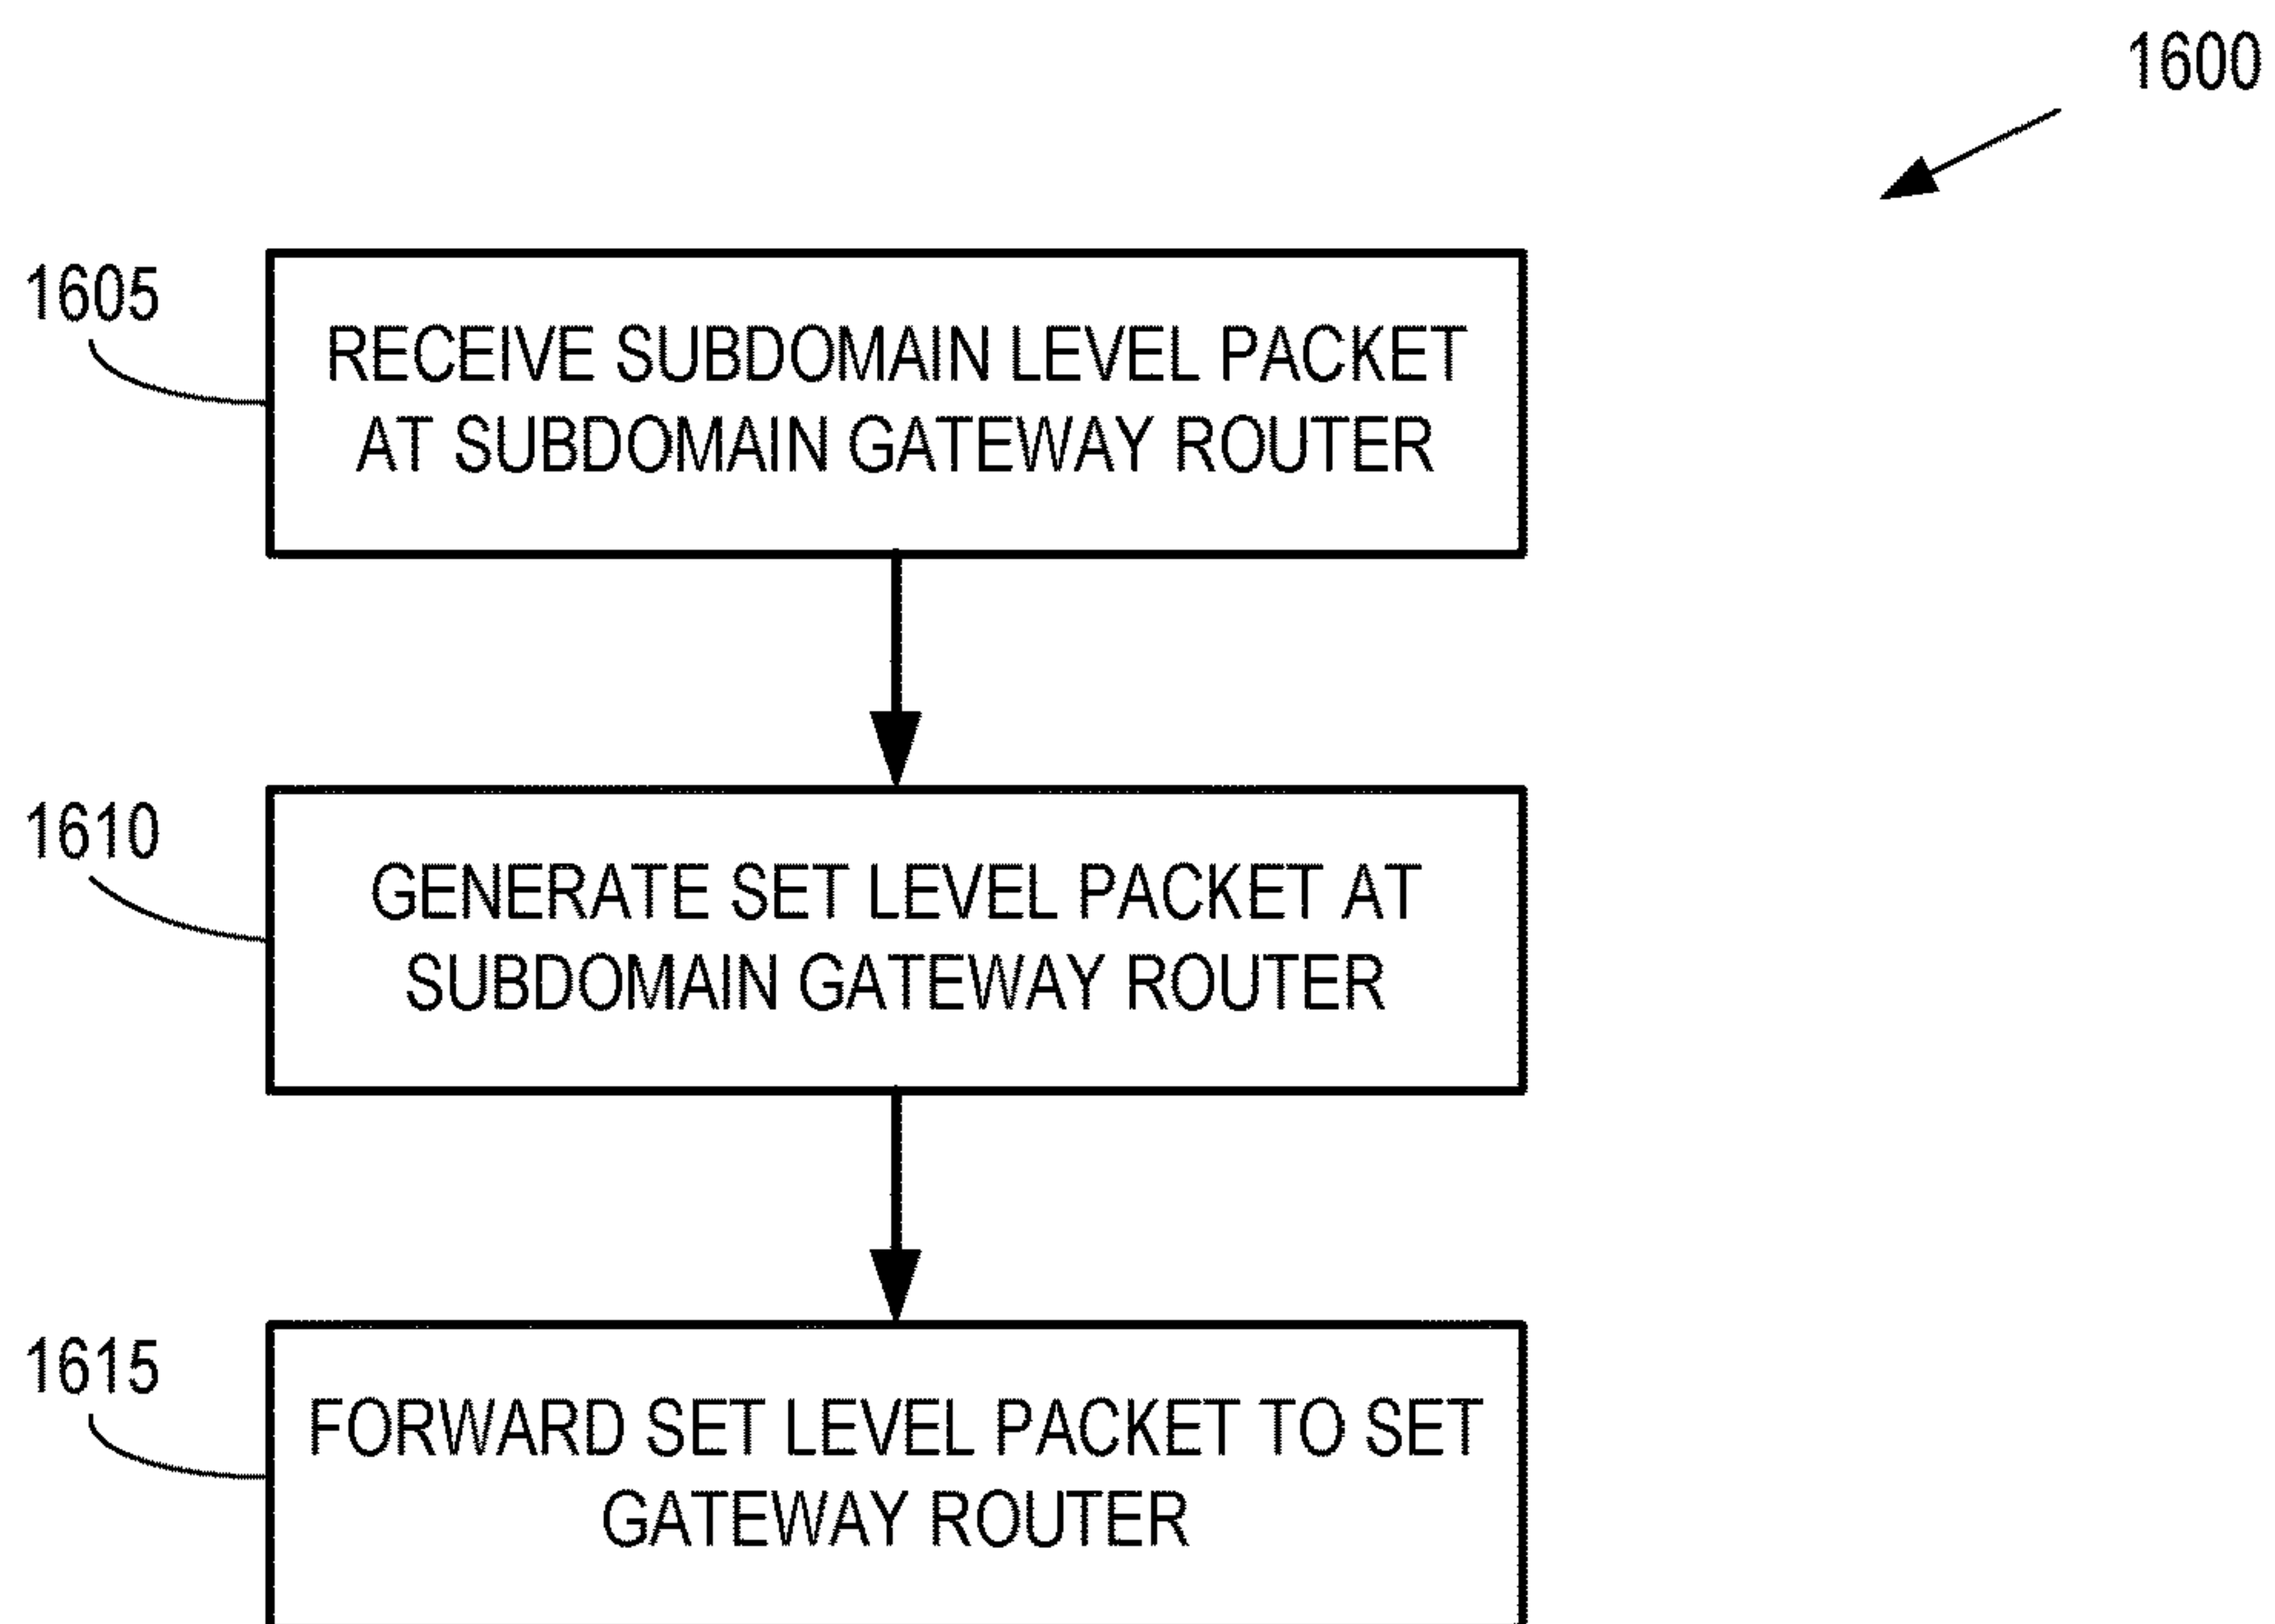 1600
1605
RECEIVE SUBDOMAIN LEVEL PACKET
AT SUBDOMAIN GATEWAY ROUTER
1610
GENERATE SET LEVEL PACKET AT
SUBDOMAIN GATEWAY ROUTER
1615
FORWARD SET LEVEL PACKET TO SET
GATEWAY ROUTER